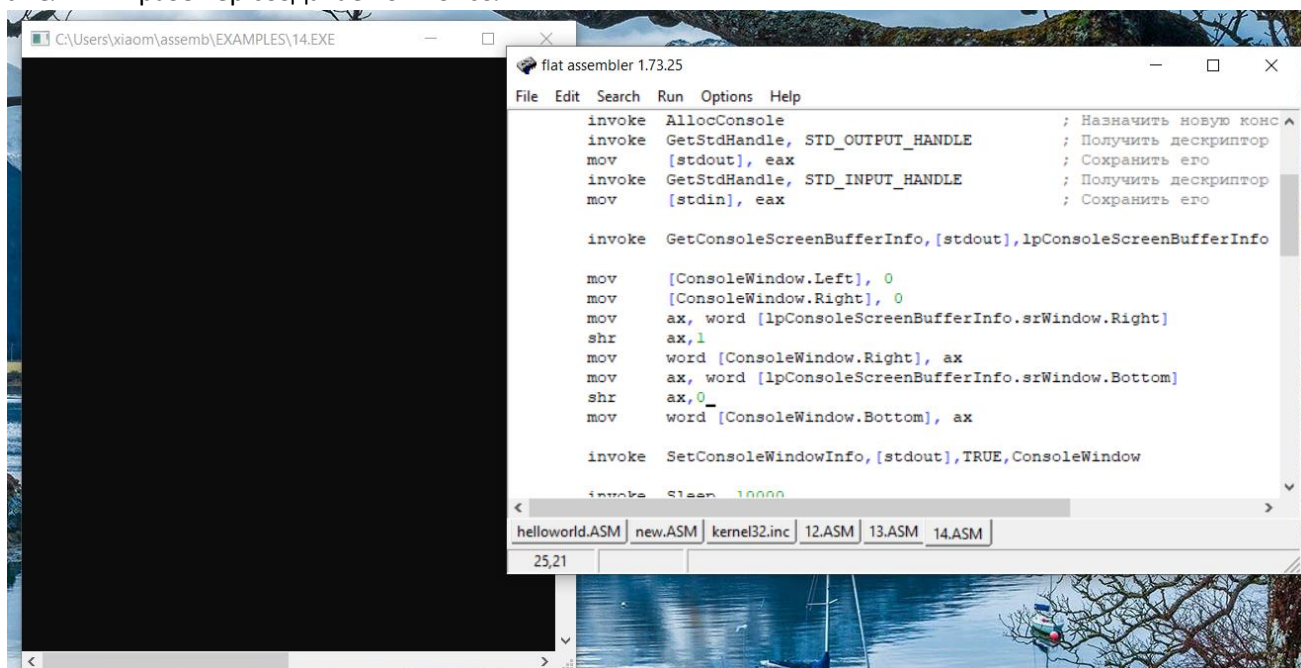 C:\Users\xiaom\assemb\EXAMPLES\14.EXE
flat assembler 1.73.25
File Edit Search Run Options Help
invoke AllocConsole ; Назначить новую конс
invoke GetStdHandle, STD_OUTPUT_HANDLE ; Получить дескриптор
mov [stdout], eax ; Сохранить его
invoke GetStdHandle, STD_INPUT_HANDLE ; Получить дескриптор
mov [stdin], eax ; Сохранить его
invoke GetConsoleScreenBufferInfo,[stdout],lpConsoleScreenBufferInfo
mov [ConsoleWindow.Left], 0
mov [ConsoleWindow.Right], 0
mov ax, word [lpConsoleScreenBufferInfo.srWindow.Right]
shr ax,1
mov word [ConsoleWindow.Right], ax
mov ax, word [lpConsoleScreenBufferInfo.srWindow.Bottom]
shr ax,0
mov word [ConsoleWindow.Bottom], ax
invoke SetConsoleWindowInfo,[stdout],TRUE,ConsoleWindow
invoke Sleep, 10000
helloworld.ASM new.ASM kernel32.inc 12.ASM 13.ASM 14.ASM
25,21